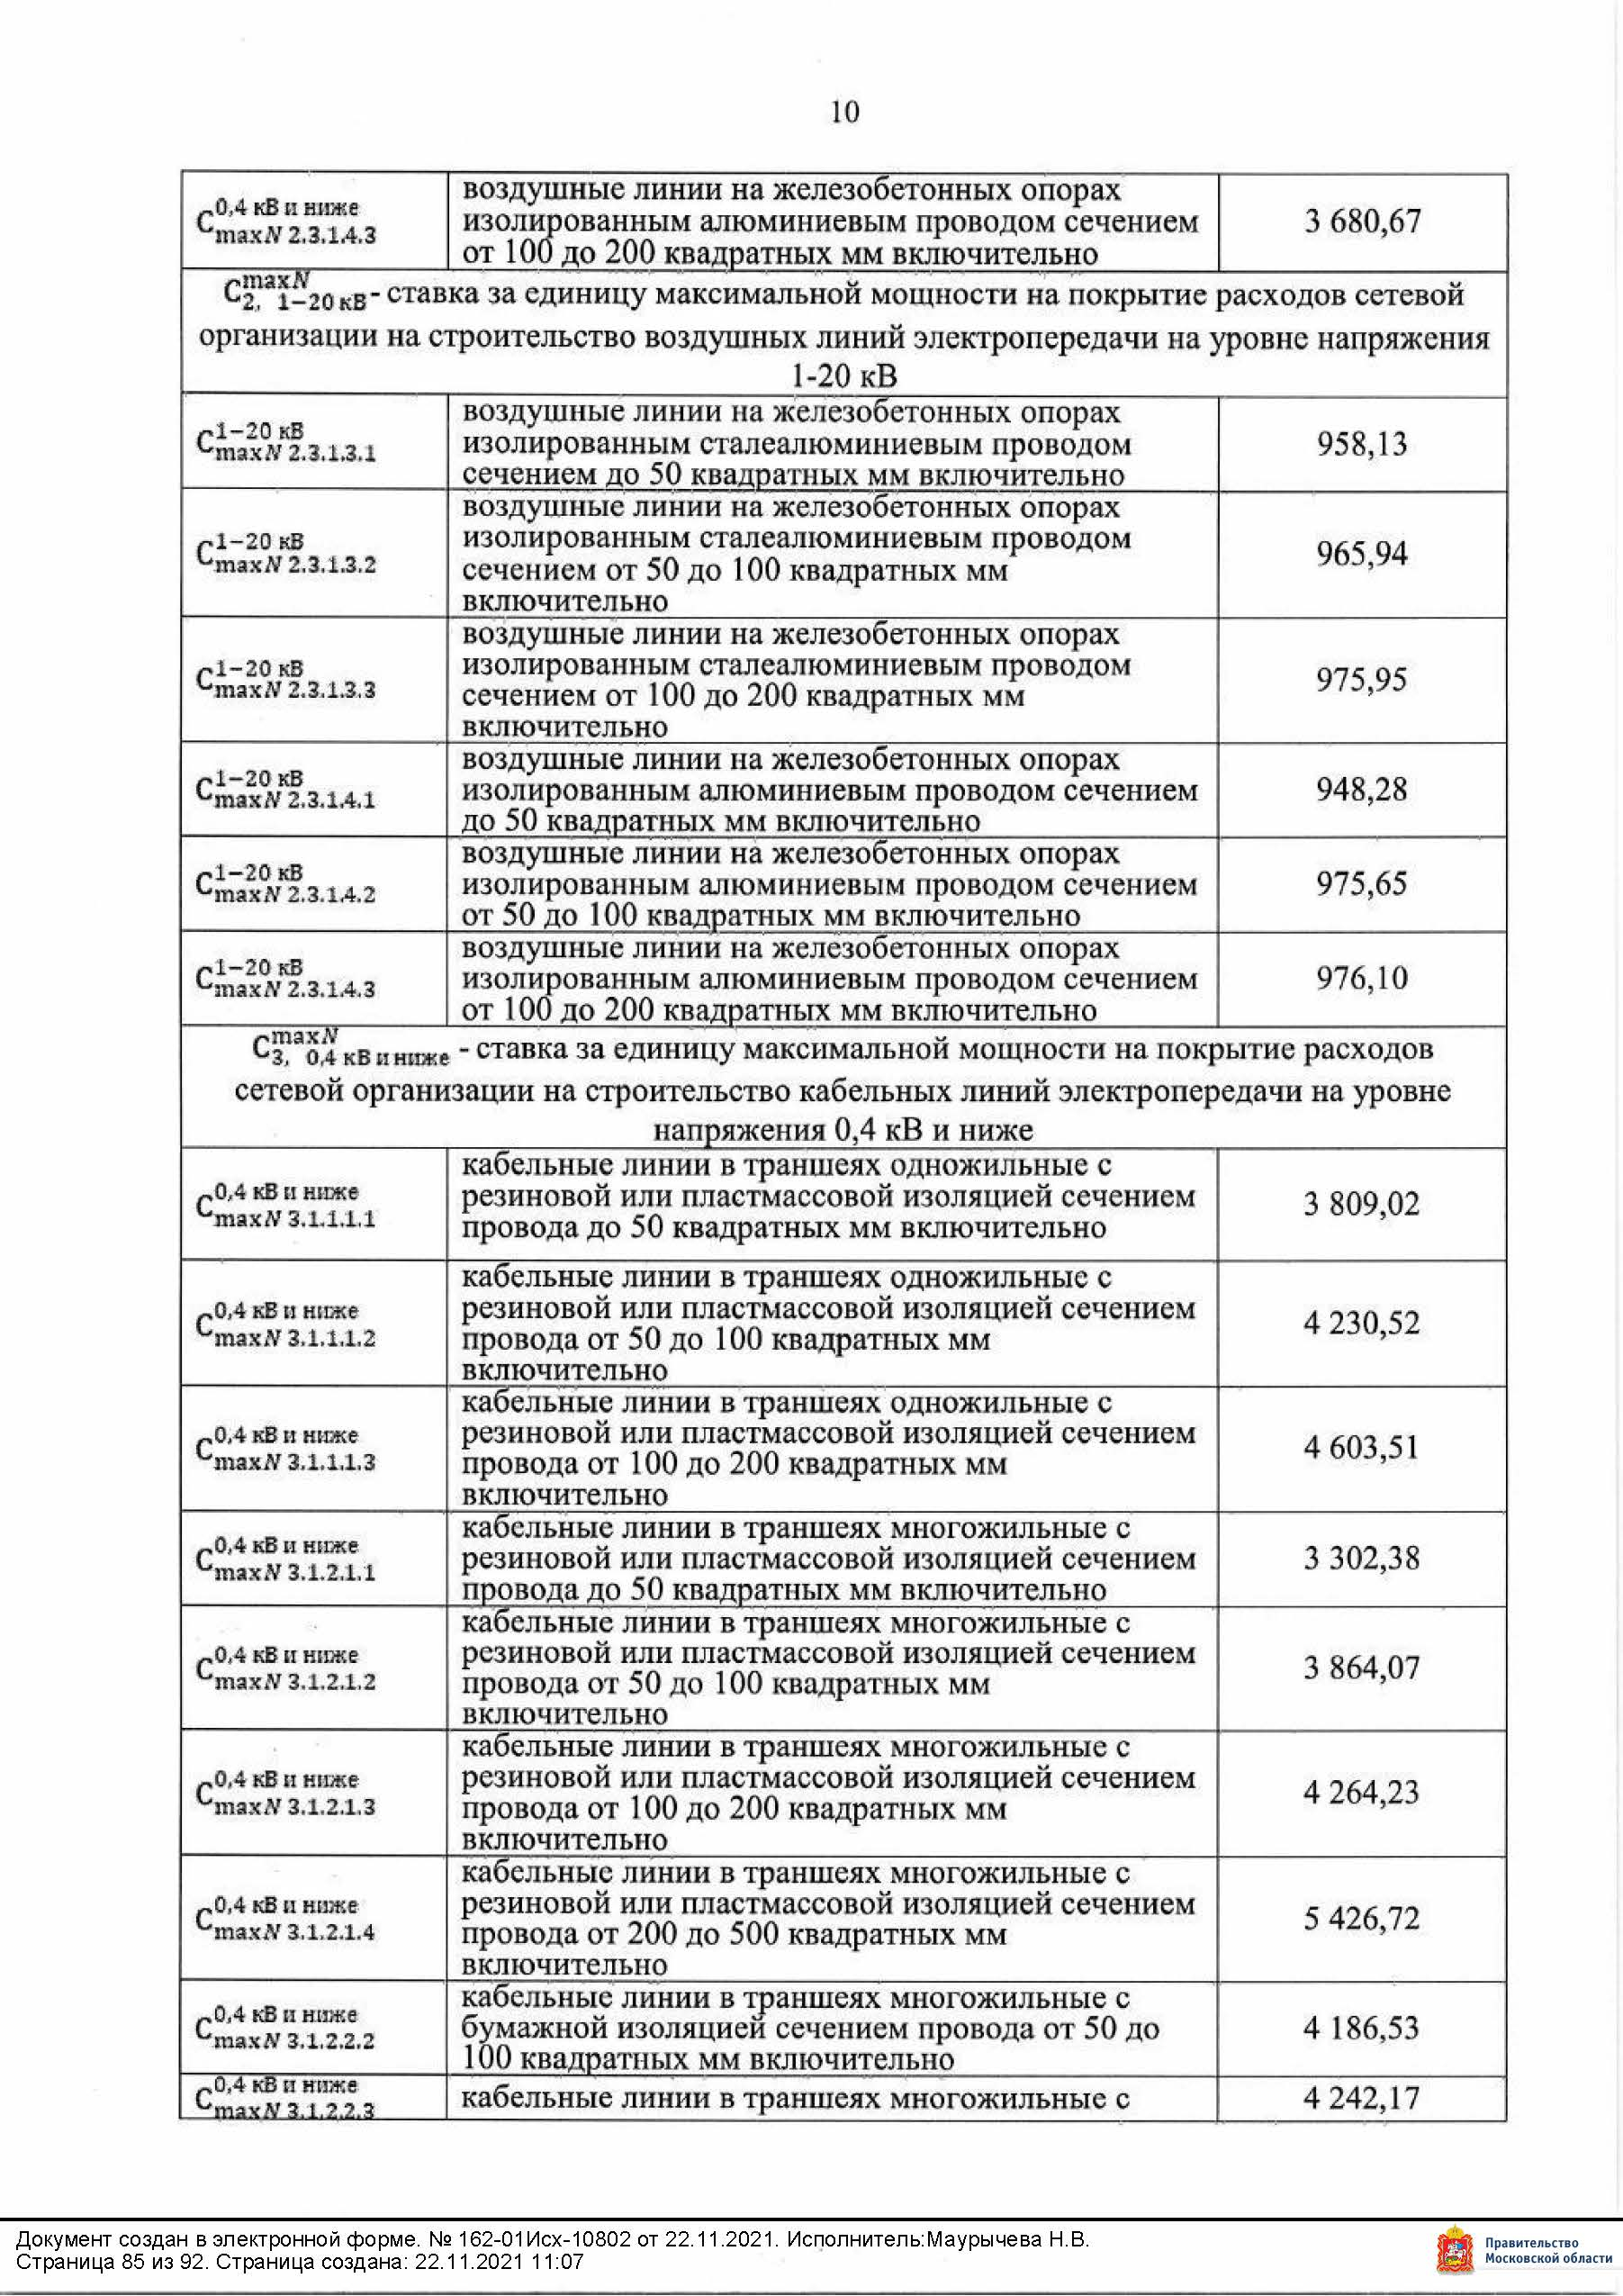 10
C 0,4 кВ и ниже maxN 2.3.1.4.3
воздушные линии на железобетонных опорах
изолированным алюминиевым проводом сечением
от 100 до 200 квадратных мм включительно
3 680,67
C maxN 2, 1–20 кВ - ставка за единицу максимальной мощности на покрытие расходов сетевой
организации на строительство воздушных линий электропередачи на уровне напряжения
1-20 кВ
C 1–20 кВ maxN 2.3.1.3.1
воздушные линии на железобетонных опорах
изолированным сталеалюминиевым проводом
сечением до 50 квадратных мм включительно
958,13
C 1–20 кВ maxN 2.3.1.3.2
воздушные линии на железобетонных опорах
изолированным сталеалюминиевым проводом
сечением от 50 до 100 квадратных мм
включительно
965,94
C 1–20 кВ maxN 2.3.1.3.3
воздушные линии на железобетонных опорах
изолированным сталеалюминиевым проводом
сечением от 100 до 200 квадратных мм
включительно
975,95
C 1–20 кВ maxN 2.3.1.4.1
воздушные линии на железобетонных опорах
изолированным алюминиевым проводом сечением
до 50 квадратных мм включительно
948,28
C 1–20 кВ maxN 2.3.1.4.2
воздушные линии на железобетонных опорах
изолированным алюминиевым проводом сечением
от 50 до 100 квадратных мм включительно
975,65
C 1–20 кВ maxN 2.3.1.4.3
воздушные линии на железобетонных опорах
изолированным алюминиевым проводом сечением
от 100 до 200 квадратных мм включительно
976,10
C maxN 3, 0,4 кВ и ниже - ставка за единицу максимальной мощности на покрытие расходов
сетевой организации на строительство кабельных линий электропередачи на уровне
напряжения 0,4 кВ и ниже
C 0,4 кВ и ниже maxN 3.1.1.1.1
кабельные линии в траншеях одножильные с
резиновой или пластмассовой изоляцией сечением
провода до 50 квадратных мм включительно
3 809,02
C 0,4 кВ и ниже maxN 3.1.1.1.2
кабельные линии в траншеях одножильные с
резиновой или пластмассовой изоляцией сечением
провода от 50 до 100 квадратных мм
включительно
4 230,52
C 0,4 кВ и ниже maxN 3.1.1.1.3
кабельные линии в траншеях одножильные с
резиновой или пластмассовой изоляцией сечением
провода от 100 до 200 квадратных мм
включительно
4 603,51
C 0,4 кВ и ниже maxN 3.1.2.1.1
кабельные линии в траншеях многожильные с
резиновой или пластмассовой изоляцией сечением
провода до 50 квадратных мм включительно
3 302,38
C 0,4 кВ и ниже maxN 3.1.2.1.2
кабельные линии в траншеях многожильные с
резиновой или пластмассовой изоляцией сечением
провода от 50 до 100 квадратных мм
включительно
3 864,07
C 0,4 кВ и ниже maxN 3.1.2.1.3
кабельные линии в траншеях многожильные с
резиновой или пластмассовой изоляцией сечением
провода от 100 до 200 квадратных мм
включительно
4 264,23
C 0,4 кВ и ниже maxN 3.1.2.1.4
кабельные линии в траншеях многожильные с
резиновой или пластмассовой изоляцией сечением
провода от 200 до 500 квадратных мм
включительно
5 426,72
C 0,4 кВ и ниже maxN 3.1.2.2.2
кабельные линии в траншеях многожильные с
бумажной изоляцией сечением провода от 50 до
100 квадратных мм включительно
4 186,53
C 0,4 кВ и ниже maxN 3.1.2.2.3
кабельные линии в траншеях многожильные с
4 242,17
Документ создан в электронной форме. № 162-01Исх-10802 от 22.11.2021. Исполнитель:Маурычева Н.В.
Страница 85 из 92. Страница создана: 22.11.2021 11:07
Правительство
Московской области